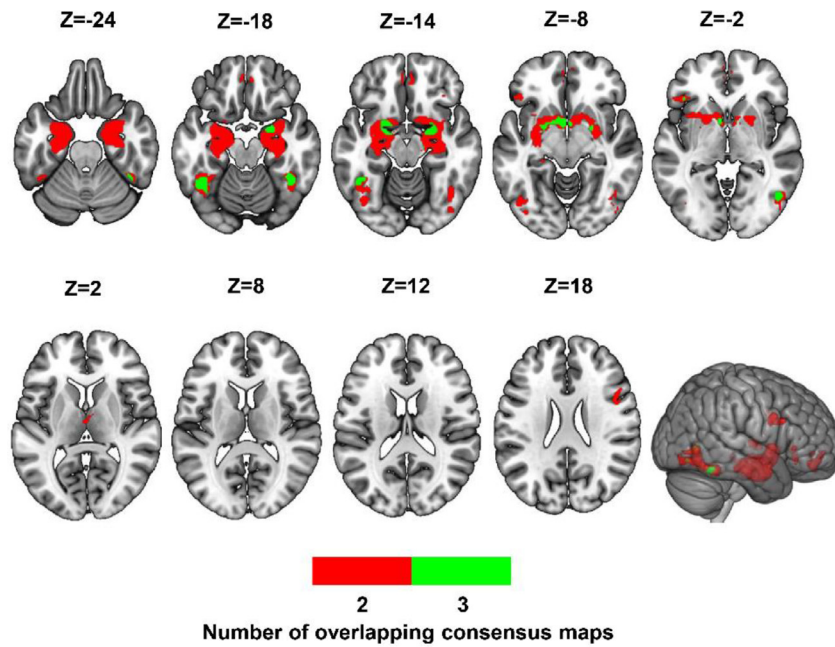 Z=-24 Z=-18 Z=-14 Z=-8 Z=-2
Z=2 Z=8 Z=12 Z=18
2 3
Number of overlapping consensus maps